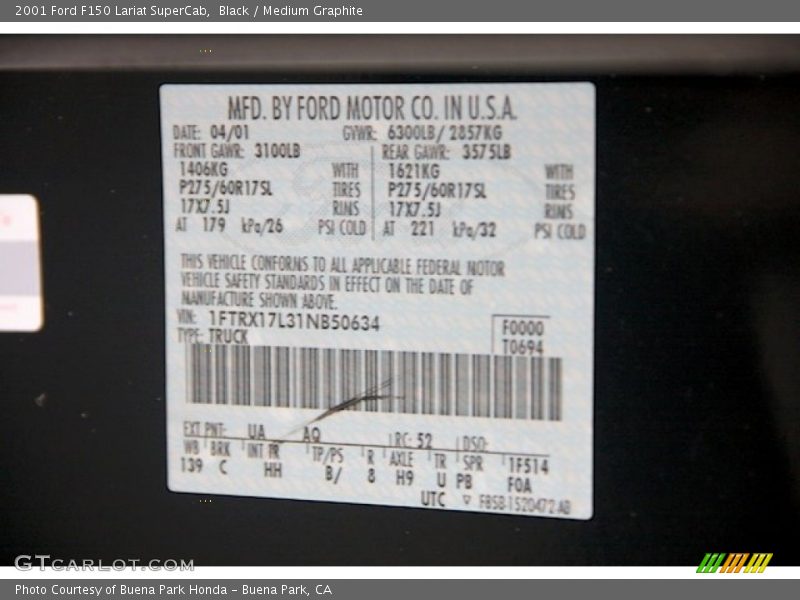 2001 Ford F150 Lariat SuperCab,  Black / Medium Graphite
MFD. BY FORD MOTOR CO. IN U.S.A.
DATE: 04/01 GVWR: 6300LB/ 2857KG
FRONT GAWR: 3100LB REAR GAWR: 3575LB
1406KG WITH 1621KG WITH
P275/60R17SL TIRES P275/60R17SL TIRES
17X7.5J RIMS 17X7.5J RIMS
AT 179 kPa/26 PSI COLD AT 221 kPa/32 PSI COLD
THIS VEHICLE CONFORMS TO ALL APPLICABLE FEDERAL MOTOR
VEHICLE SAFETY STANDARDS IN EFFECT ON THE DATE OF
MANUFACTURE SHOWN ABOVE.
VIN: 1FTRX17L31NB50634 F0000
TYPE: TRUCK T0694
EXT PNT: UA AQ RC: 52 DSO:
WB BRK INT TR TP/PS R AXLE TR SPR 1F514
139 C HH B/ 8 H9 U PB F0A
UTC ▽ F85B-1520472-AB
GTCARLOT.COM
Photo Courtesy of Buena Park Honda - Buena Park, CA